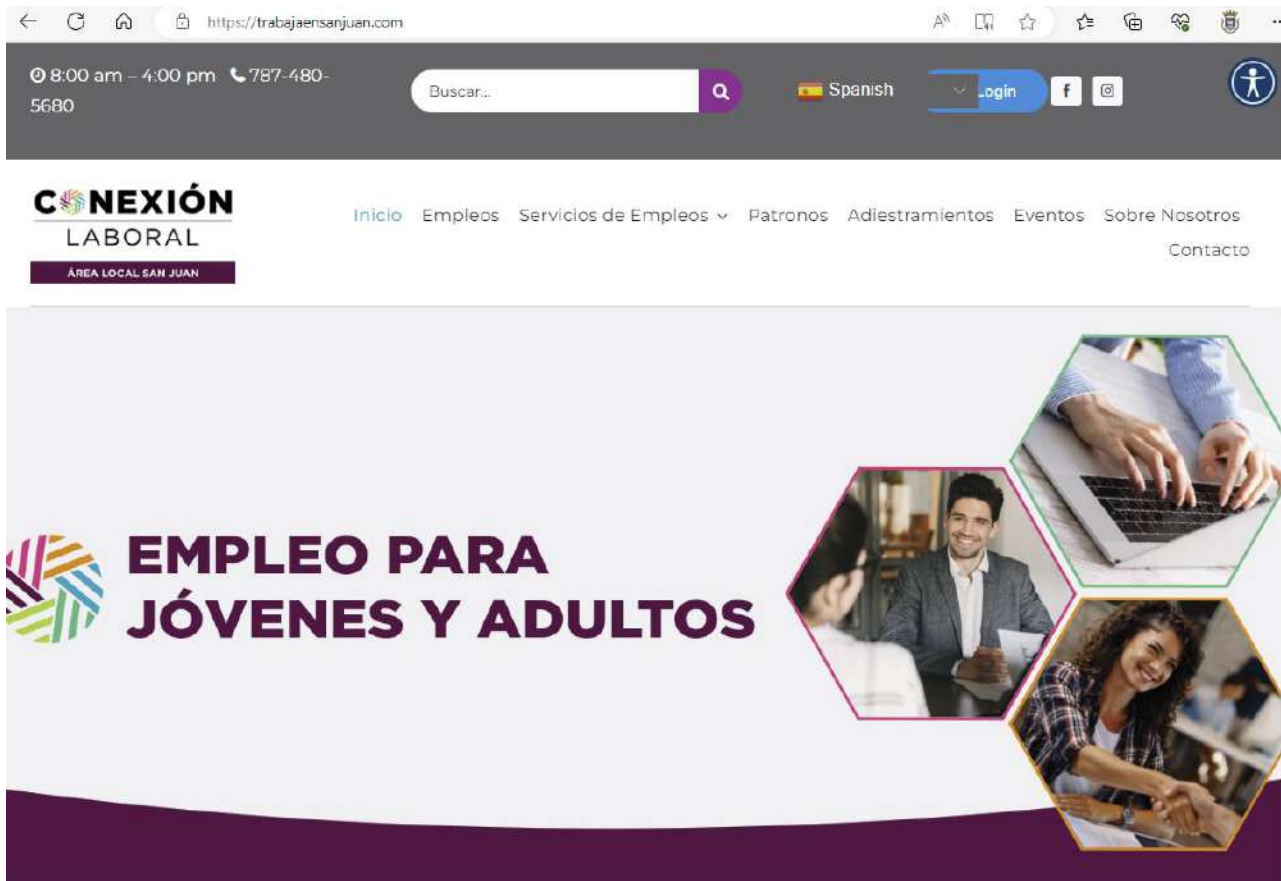 https://trabajaensanjuan.com
8:00 am – 4:00 pm 787-480-
5680
Buscar...
Spanish
Login
CONEXIÓN
LABORAL
ÁREA LOCAL SAN JUAN
Inicio Empleos Servicios de Empleos Patronos Adiestramientos Eventos Sobre Nosotros
Contacto
EMPLEO PARA
JÓVENES Y ADULTOS